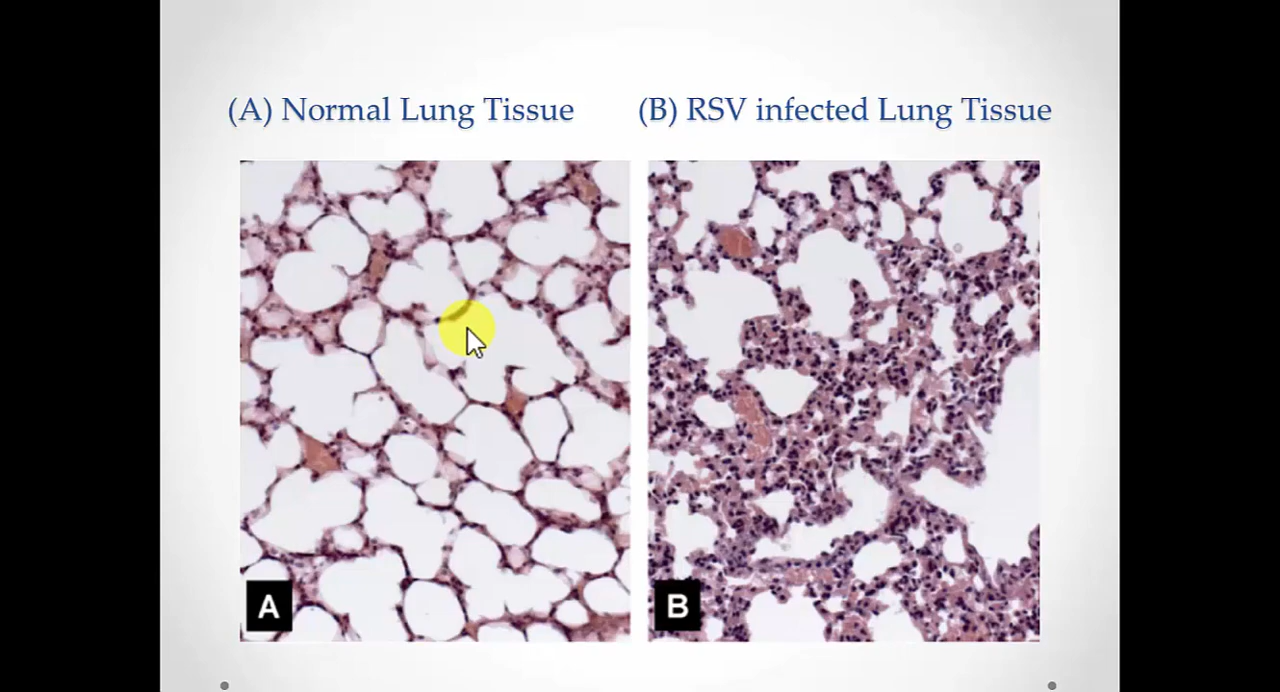 (A) Normal Lung Tissue
(B) RSV infected Lung Tissue
A
B